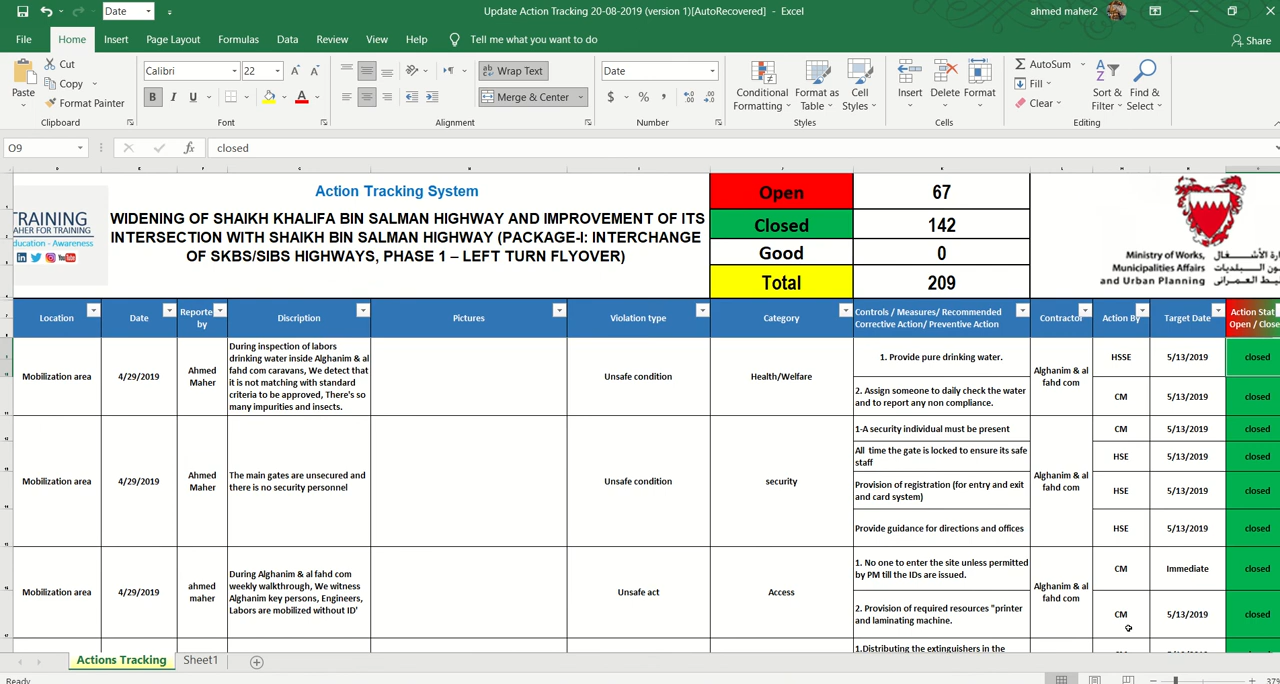 Date
Update Action Tracking 20-08-2019 (version 1)[AutoRecovered] - Excel
ahmed maher2
File Home Insert Page Layout Formulas Data Review View Help Tell me what you want to do
Share
Paste
Cut
Copy
Format Painter
Calibri 22
Wrap Text
Merge & Center
Date
Conditional Formatting
Format as Table
Cell Styles
Insert Delete Format
AutoSum
Fill
Clear
Sort & Filter
Find & Select
Clipboard Font Alignment Number Styles Cells Editing
O9 closed
TRAINING
AHER FOR TRAINING
ducation - Awareness
Action Tracking System
WIDENING OF SHAIKH KHALIFA BIN SALMAN HIGHWAY AND IMPROVEMENT OF ITS
INTERSECTION WITH SHAIKH BIN SALMAN HIGHWAY (PACKAGE-I: INTERCHANGE
OF SKBS/SIBS HIGHWAYS, PHASE 1 – LEFT TURN FLYOVER)
Open 67
Closed 142
Good 0
Total 209
Ministry of Works,
Municipalities Affairs
and Urban Planning
Location Date Reporte by Discription Pictures Violation type Category Controls / Measures/ Recommended Corrective Action/ Preventive Action Contractor Action By Target Date Action Stat Open / Close
Mobilization area 4/29/2019 Ahmed Maher
During inspection of labors
drinking water inside Alghanim & al
fahd com caravans, We detect that
it is not matching with standard
criteria to be approved, There's so
many impurities and insects.
Unsafe condition Health/Welfare
1. Provide pure drinking water.
Alghanim & al fahd com
HSSE 5/13/2019 closed
2. Assign someone to daily check the water
and to report any non compliance.
CM 5/13/2019 closed
Mobilization area 4/29/2019 Ahmed Maher
The main gates are unsecured and
there is no security personnel
Unsafe condition security
1-A security individual must be present
Alghanim & al fahd com
CM 5/13/2019 closed
All time the gate is locked to ensure its safe
staff
HSE 5/13/2019 closed
Provision of registration (for entry and exit
and card system)
HSE 5/13/2019 closed
Provide guidance for directions and offices
HSE 5/13/2019 closed
Mobilization area 4/29/2019 ahmed maher
During Alghanim & al fahd com
weekly walkthrough, We witness
Alghanim key persons, Engineers,
Labors are mobilized without ID'
Unsafe act Access
1. No one to enter the site unless permitted
by PM till the IDs are issued.
Alghanim & al fahd com
CM Immediate closed
2. Provision of required resources "printer
and laminating machine.
CM 5/13/2019 closed
1.Distributing the extinguishers in the
Actions Tracking Sheet1
Ready
37%